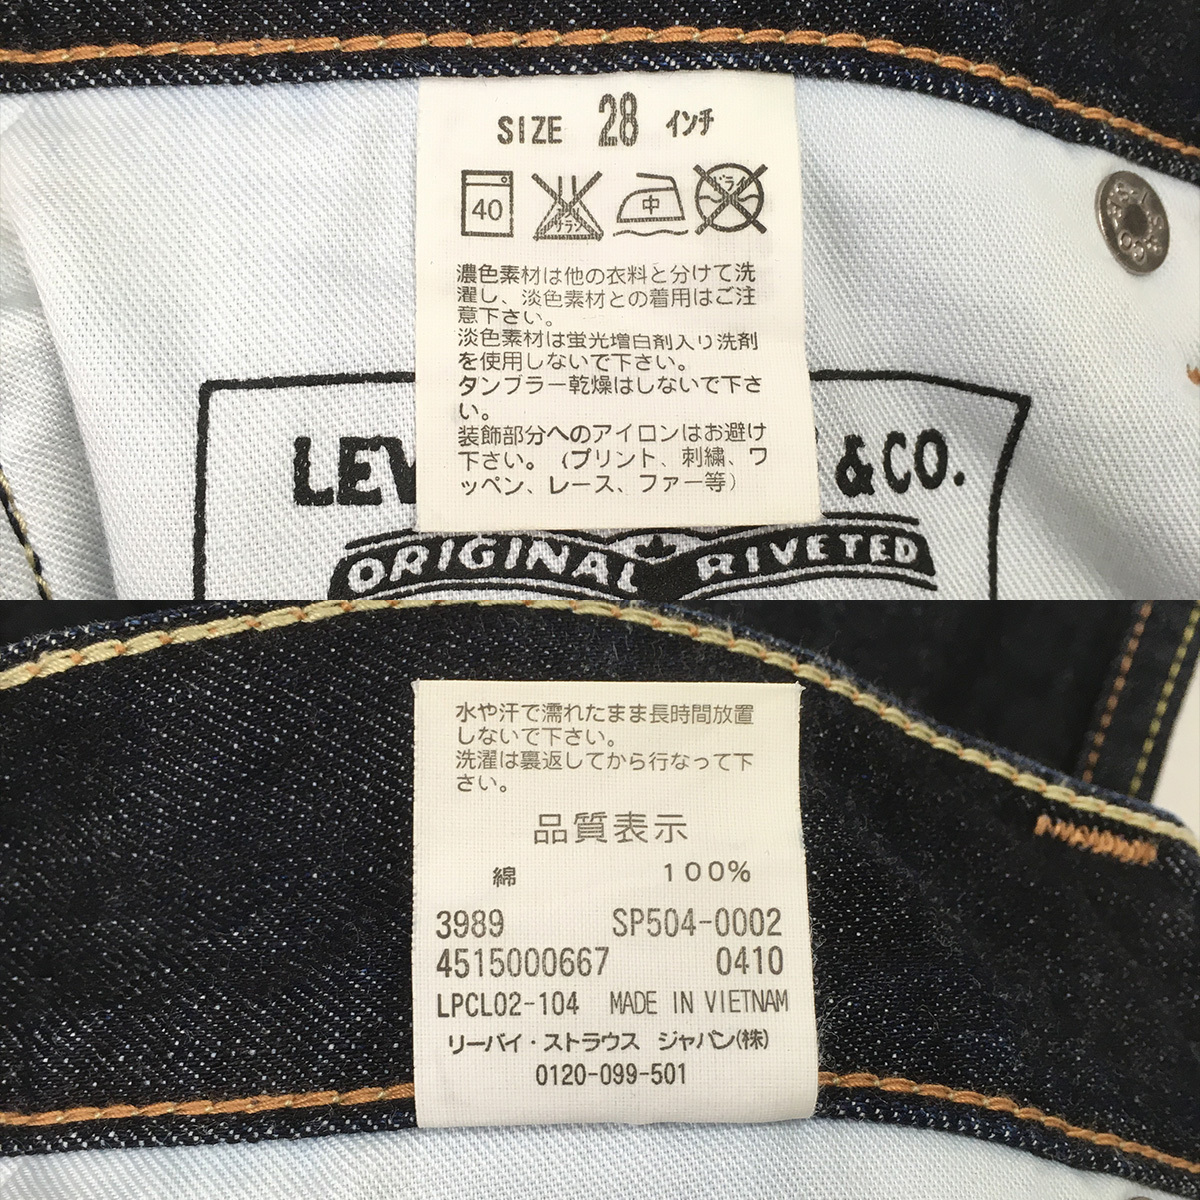 SIZE 28 インチ
40 サラシ 中 ドライ
濃色素材は他の衣料と分けて洗
濯し、淡色素材との着用はご注
意下さい。
淡色素材は蛍光増白剤入り洗剤
を使用しないで下さい。
タンブラー乾燥はしないで下さ
い。
装飾部分へのアイロンはお避け
下さい。(プリント、刺繍、ワ
ッペン、レース、ファー等)
LEV & CO.
ORIGINAL RIVETED
水や汗で濡れたまま長時間放置
しないで下さい。
洗濯は裏返してから行なって下
さい。
品質表示
綿 100%
3989 SP504-0002
4515000667 0410
LPCL02-104 MADE IN VIETNAM
リーバイ・ストラウス ジャパン(株)
0120-099-501